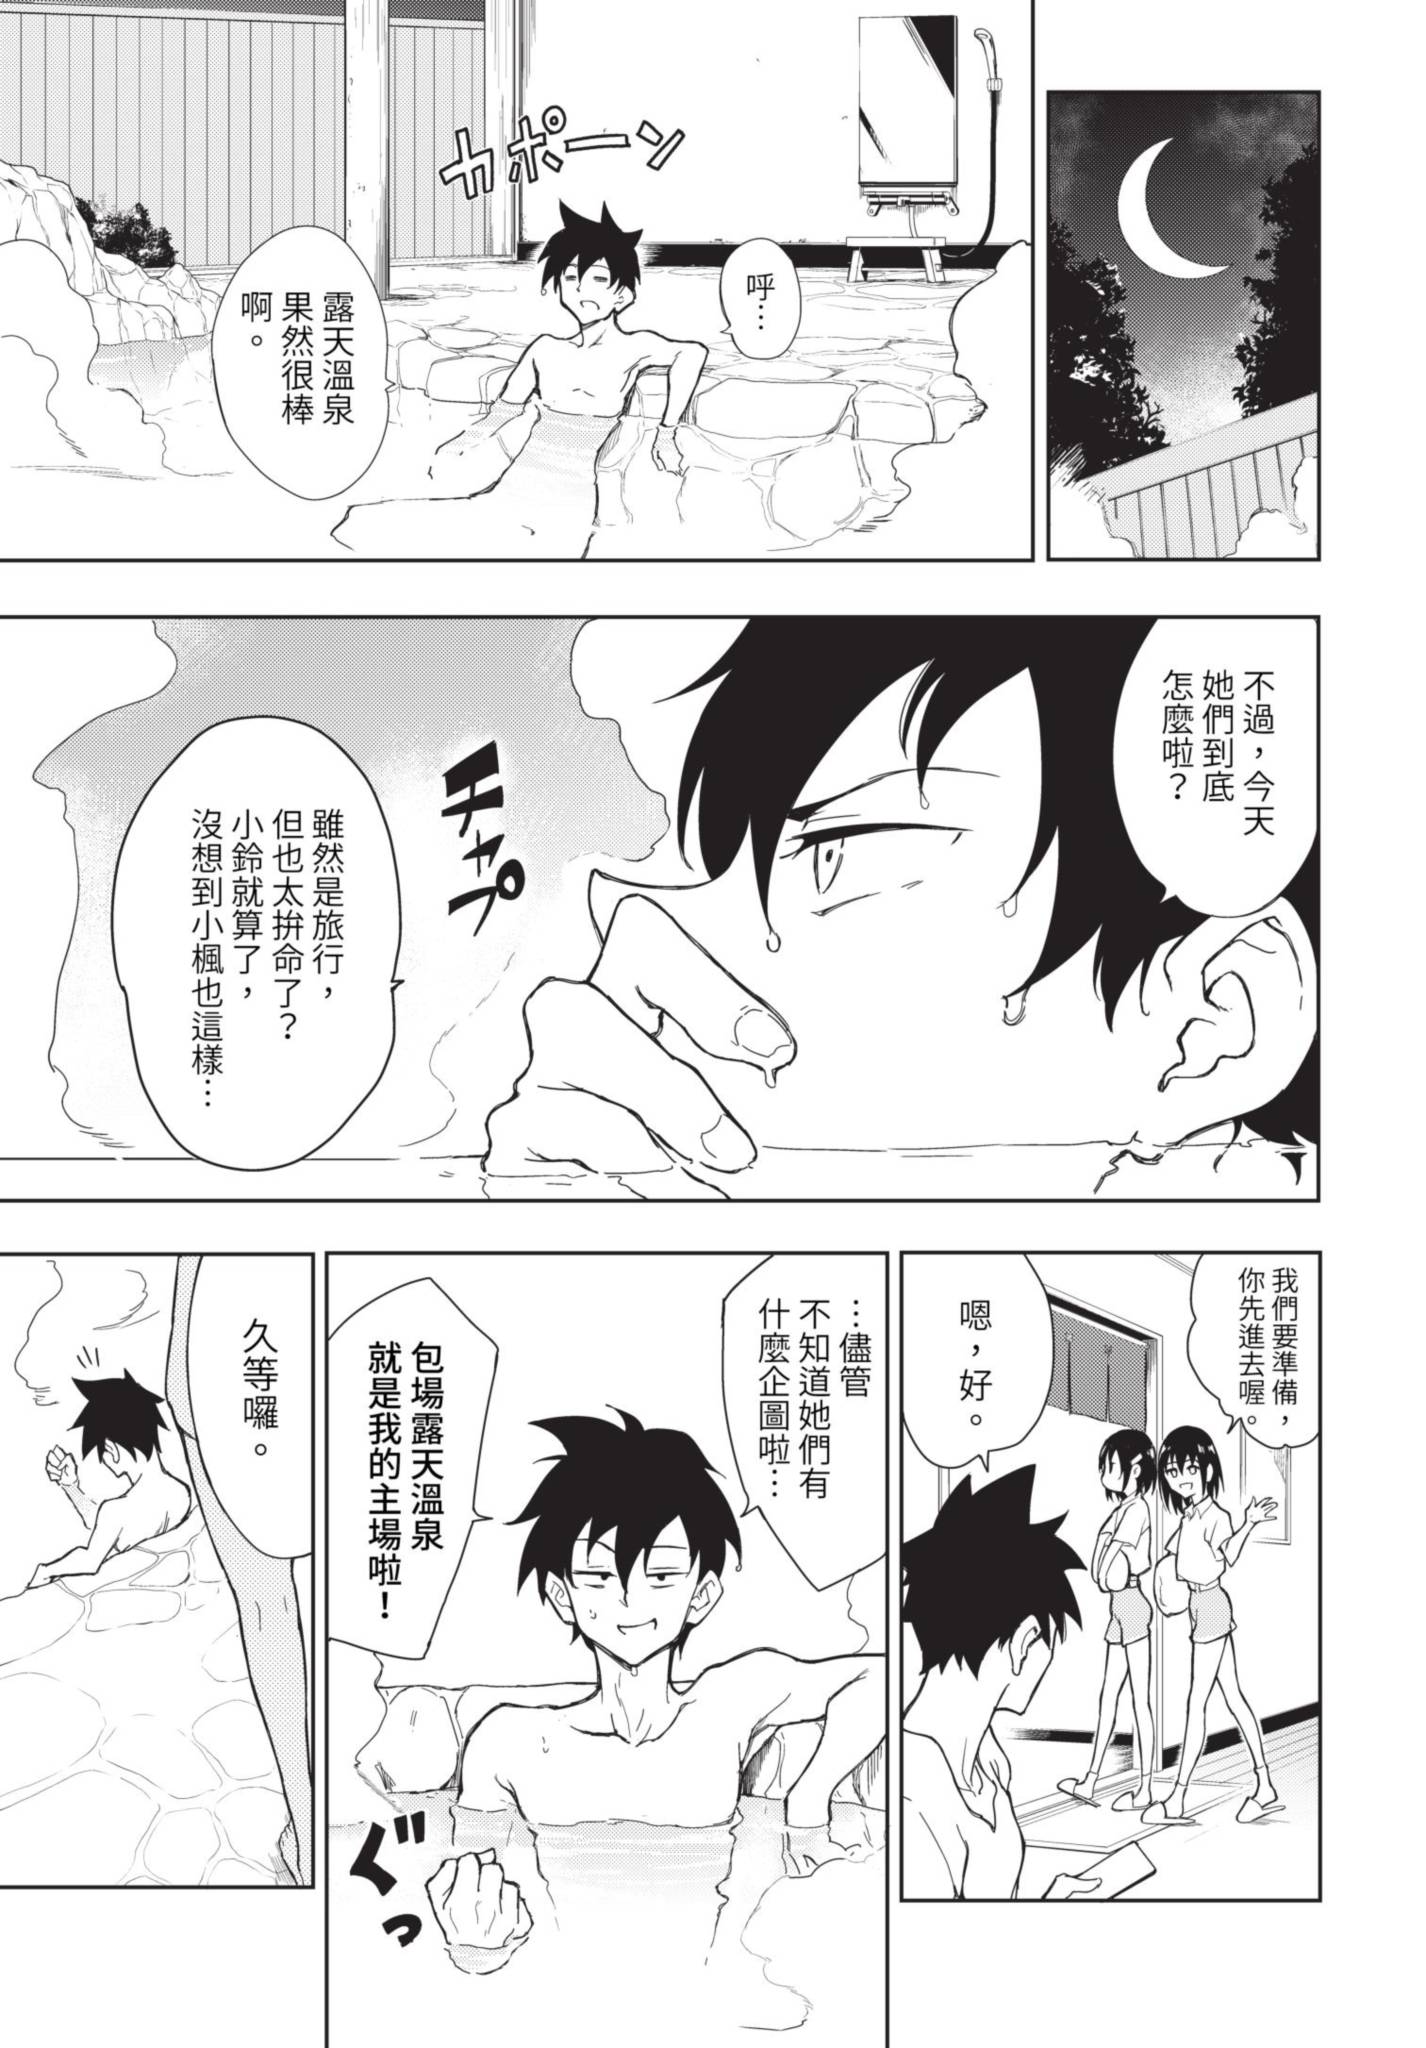 カポーン
呼…
露天溫泉
果然很棒
啊。
不過，今天
她們到底
怎麼啦？
チャプ
雖然是旅行，
但也太拚命了？
小鈴就算了，
沒想到小楓也這樣…
我們要準備，
你先進去喔。
嗯，好。
…儘管
不知道她們有
什麼企圖啦…
包場露天溫泉
就是我的主場啦！
ぐっ
久等囉。